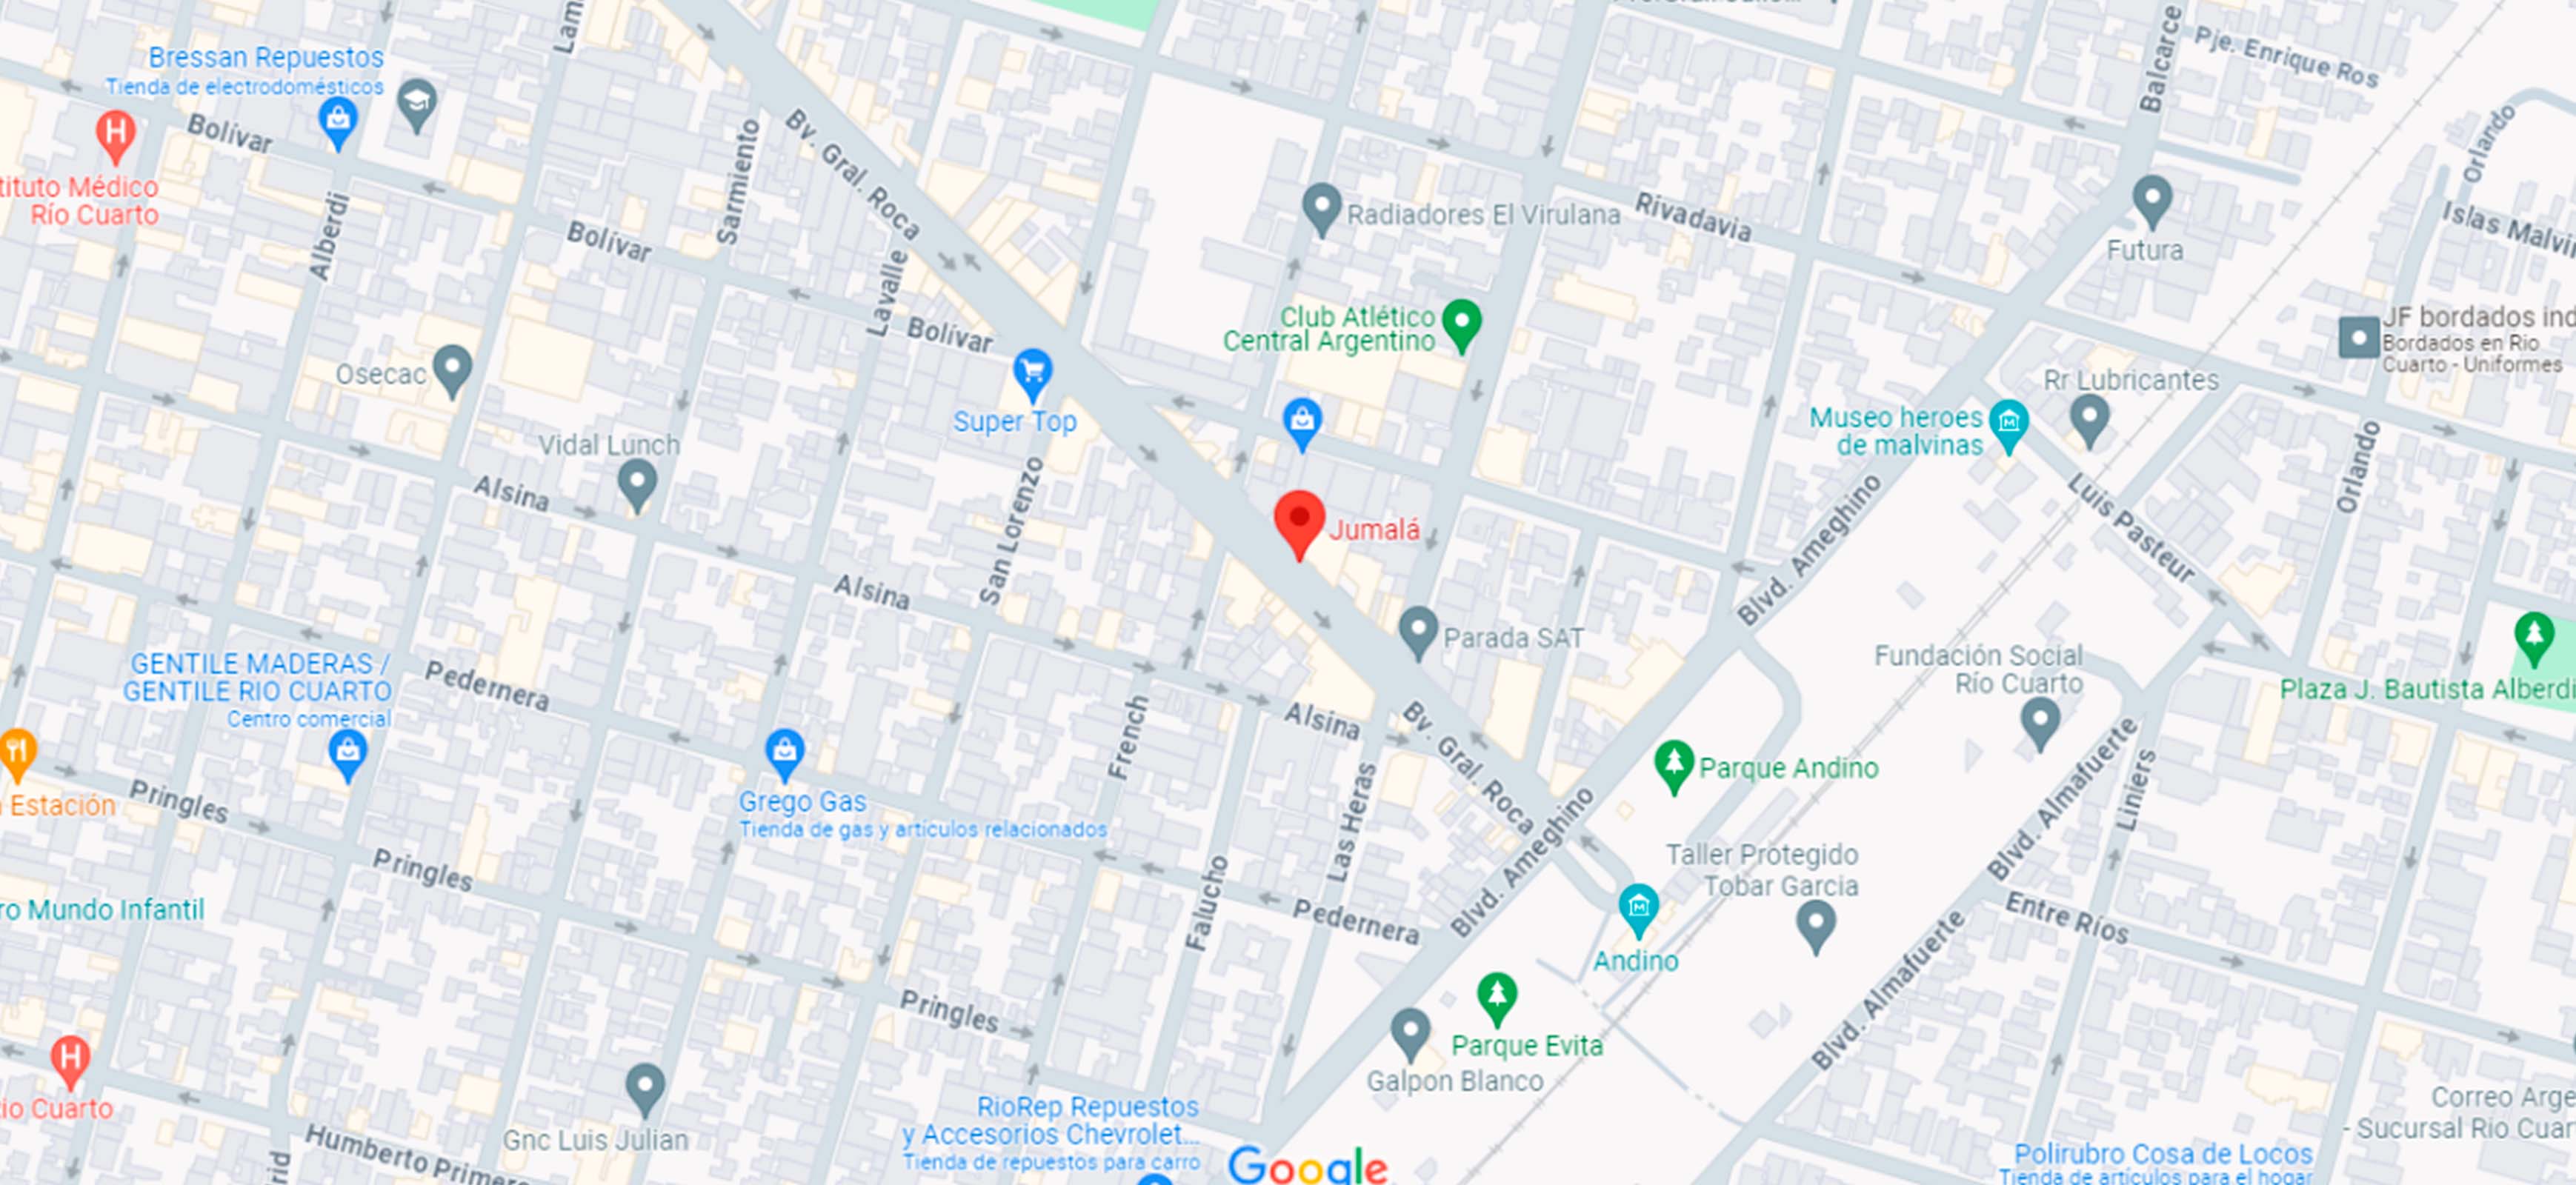 Pje. Enrique Ros
Balcarce
Bressan Repuestos
Tienda de electrodomésticos
Bolívar
tituto Médico
Río Cuarto
Alberdi
Sarmiento
Bv. Gral. Roca
Bolívar
Lavalle
Bolívar
Radiadores El Virulana
Rivadavia
Orlando
Islas Malvin
Futura
Club Atlético
Central Argentino
JF bordados ind
Bordados en Rio
Cuarto - Uniformes
Osecac
Super Top
Rr Lubricantes
Museo heroes
de malvinas
Vidal Lunch
Alsina
San Lorenzo
Jumalá
Luis Pasteur
Orlando
Blvd. Ameghino
Alsina
Parada SAT
GENTILE MADERAS /
GENTILE RIO CUARTO
Centro comercial
Pedernera
Fundación Social
Río Cuarto
Plaza J. Bautista Alberdi
French
Alsina
Bv. Gral. Roca
Parque Andino
a Estación
Pringles
Grego Gas
Tienda de gas y artículos relacionados
Las Heras
Blvd. Ameghino
Blvd. Almafuerte
Liniers
Pringles
Taller Protegido
Tobar Garcia
ro Mundo Infantil
Falucho
Pedernera
Andino
Entre Ríos
Pringles
Blvd. Almafuerte
Parque Evita
Galpon Blanco
io Cuarto
Gnc Luis Julian
Humberto Primero
RioRep Repuestos
y Accesorios Chevrolet...
Tienda de repuestos para carro
Google
Correo Arge
- Sucursal Rio Cuar
Polirubro Cosa de Locos
Tienda de artículos para el hogar